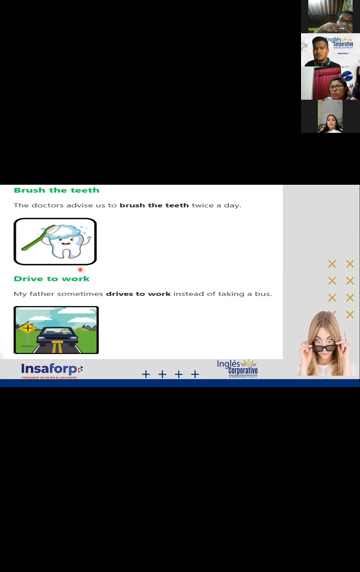 Inglés
Corporativo
Brush the teeth
The doctors advise us to brush the teeth twice a day.
Drive to work
My father sometimes drives to work instead of taking a bus.
Insaforp
Inglés
Corporativo